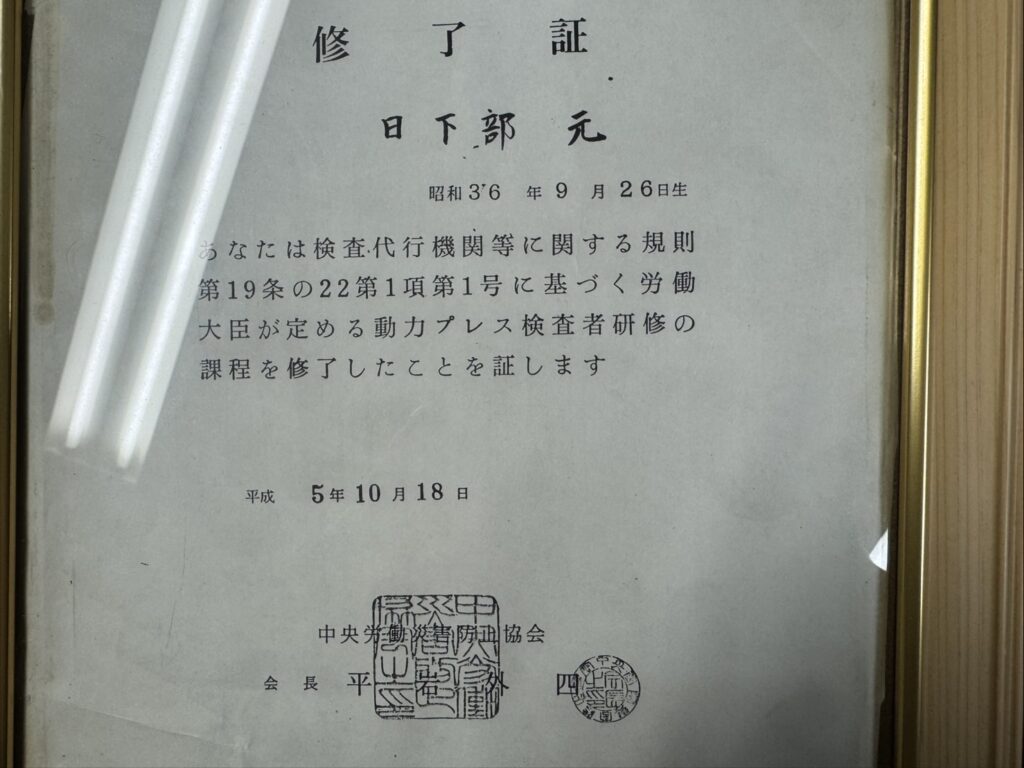 修了証
日下部 元
昭和36年9月26日生
あなたは検査代行機関等に関する規則
第19条の22第1項第1号に基づく労働
大臣が定める動力プレス検査者研修の
課程を修了したことを証します
平成 5年10月18日
中央労働災害防止協会
会長 平 外 四